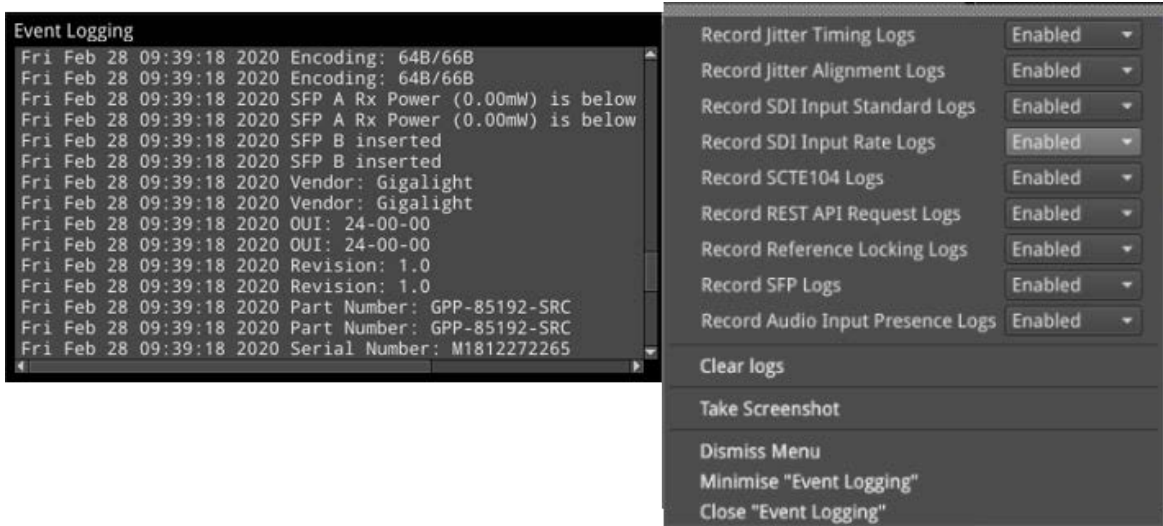 Event Logging
Fri Feb 28 09:39:18 2020 Encoding: 64B/66B
Fri Feb 28 09:39:18 2020 Encoding: 64B/66B
Fri Feb 28 09:39:18 2020 SFP A Rx Power (0.00mW) is below
Fri Feb 28 09:39:18 2020 SFP A Rx Power (0.00mW) is below
Fri Feb 28 09:39:18 2020 SFP B inserted
Fri Feb 28 09:39:18 2020 SFP B inserted
Fri Feb 28 09:39:18 2020 Vendor: Gigalight
Fri Feb 28 09:39:18 2020 Vendor: Gigalight
Fri Feb 28 09:39:18 2020 OUI: 24-00-00
Fri Feb 28 09:39:18 2020 OUI: 24-00-00
Fri Feb 28 09:39:18 2020 Revision: 1.0
Fri Feb 28 09:39:18 2020 Revision: 1.0
Fri Feb 28 09:39:18 2020 Part Number: GPP-85192-SRC
Fri Feb 28 09:39:18 2020 Part Number: GPP-85192-SRC
Fri Feb 28 09:39:18 2020 Serial Number: M1812272265
Record Jitter Timing Logs Enabled
Record Jitter Alignment Logs Enabled
Record SDI Input Standard Logs Enabled
Record SDI Input Rate Logs Enabled
Record SCTE104 Logs Enabled
Record REST API Request Logs Enabled
Record Reference Locking Logs Enabled
Record SFP Logs Enabled
Record Audio Input Presence Logs Enabled
Clear logs
Take Screenshot
Dismiss Menu
Minimise "Event Logging"
Close "Event Logging"